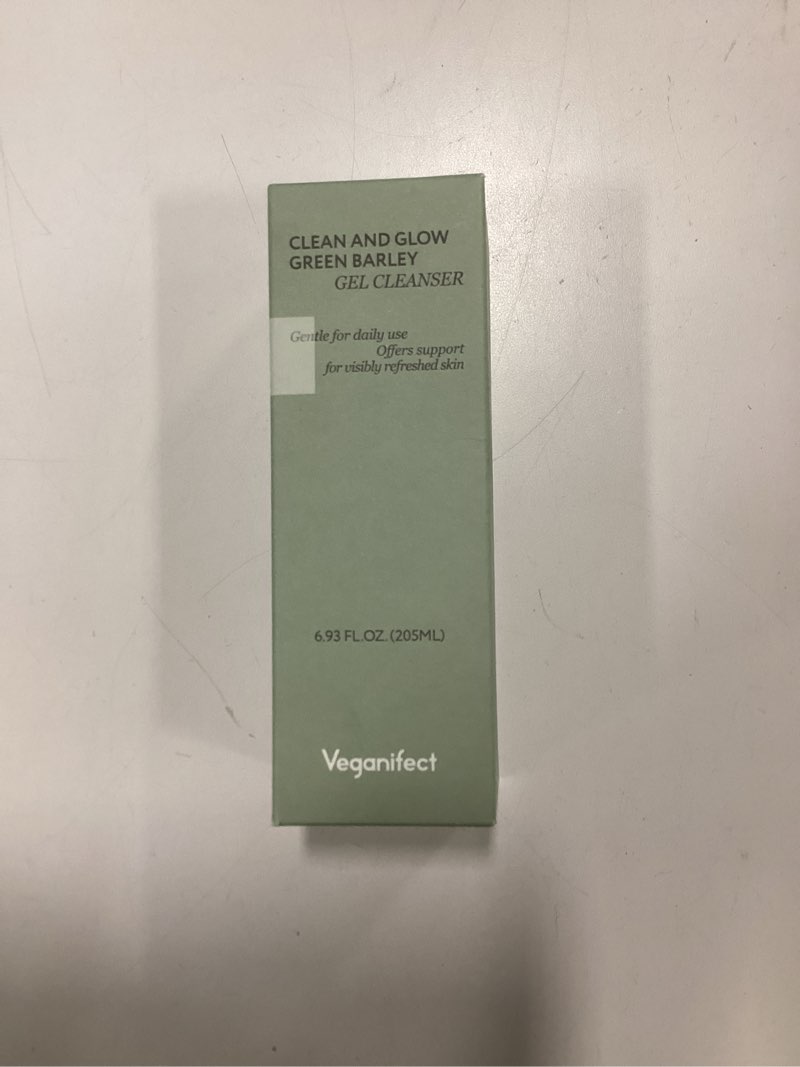 CLEAN AND GLOW
GREEN BARLEY
GEL CLEANSER
Gentle for daily use
Offers support
for visibly refreshed skin
6.93 FL.OZ. (205ML)
Veganifect